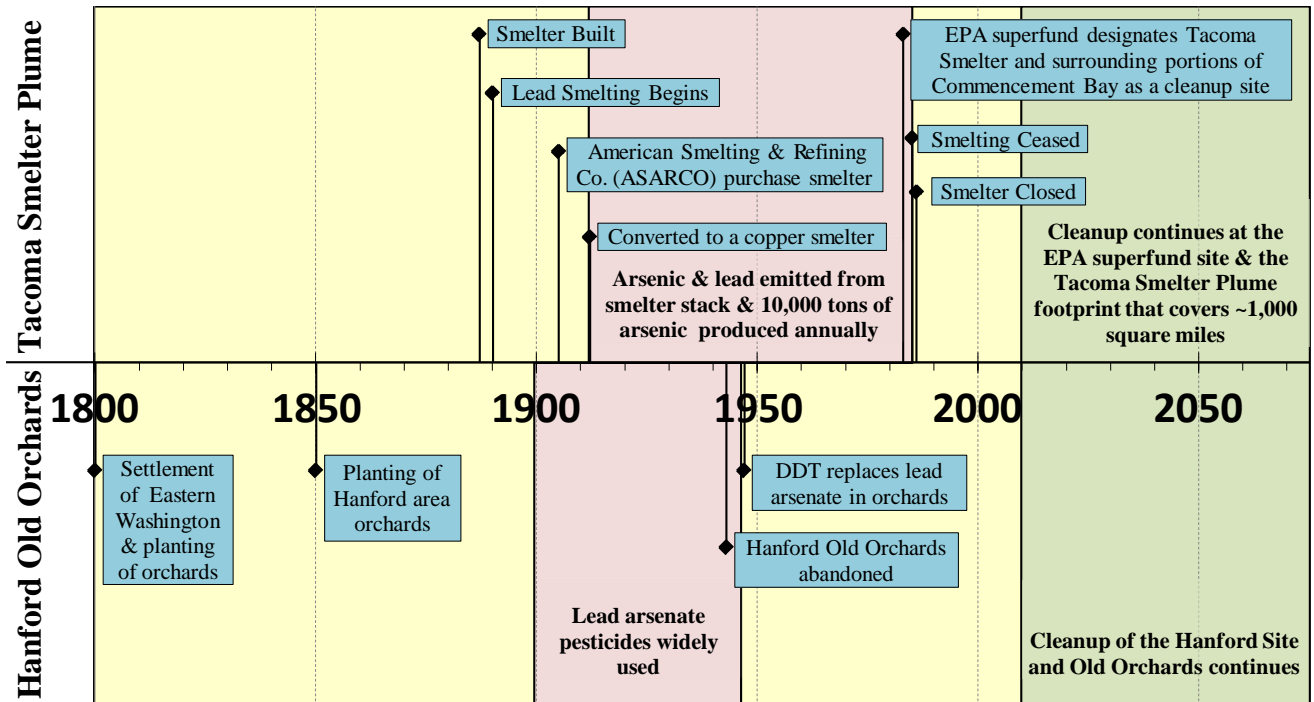 Tacoma Smelter Plume
Smelter Built
Lead Smelting Begins
American Smelting & Refining
Co. (ASARCO) purchase smelter
Converted to a copper smelter
Arsenic & lead emitted from
smelter stack & 10,000 tons of
arsenic produced annually
EPA superfund designates Tacoma
Smelter and surrounding portions of
Commencement Bay as a cleanup site
Smelting Ceased
Smelter Closed
Cleanup continues at the
EPA superfund site & the
Tacoma Smelter Plume
footprint that covers ~1,000
square miles
1800 1850 1900 1950 2000 2050
Hanford Old Orchards
Settlement
of Eastern
Washington
& planting
of orchards
Planting of
Hanford area
orchards
DDT replaces lead
arsenate in orchards
Hanford Old Orchards
abandoned
Lead arsenate
pesticides widely
used
Cleanup of the Hanford Site
and Old Orchards continues